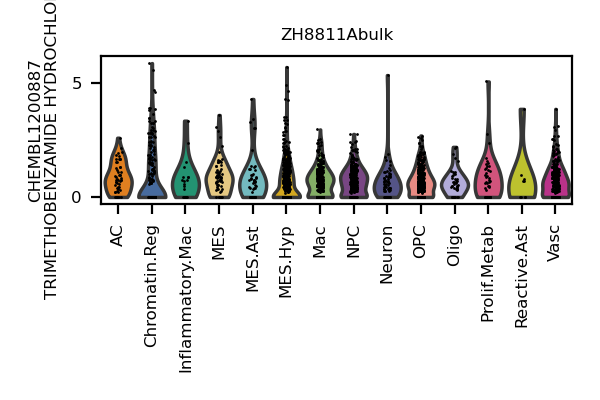 ZH8811Abulk
CHEMBL1200887
TRIMETHOBENZAMIDE HYDROCHLO
5
0
AC
Chromatin.Reg
Inflammatory.Mac
MES
MES.Ast
MES.Hyp
Mac
NPC
Neuron
OPC
Oligo
Prolif.Metab
Reactive.Ast
Vasc